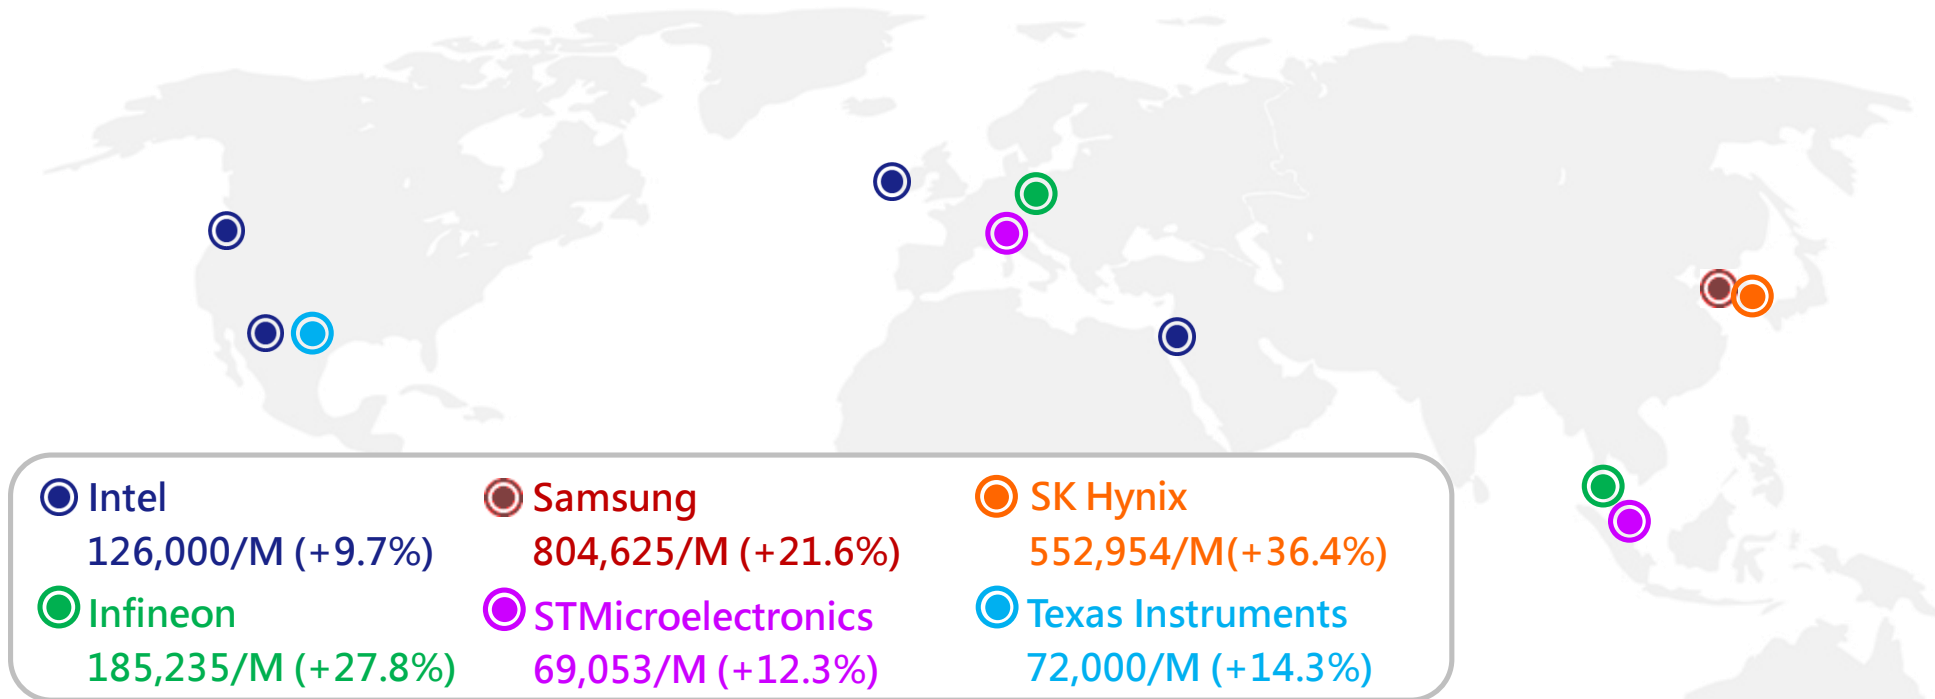 Intel
126,000/M (+9.7%)
Samsung
804,625/M (+21.6%)
SK Hynix
552,954/M(+36.4%)
Infineon
185,235/M (+27.8%)
STMicroelectronics
69,053/M (+12.3%)
Texas Instruments
72,000/M (+14.3%)